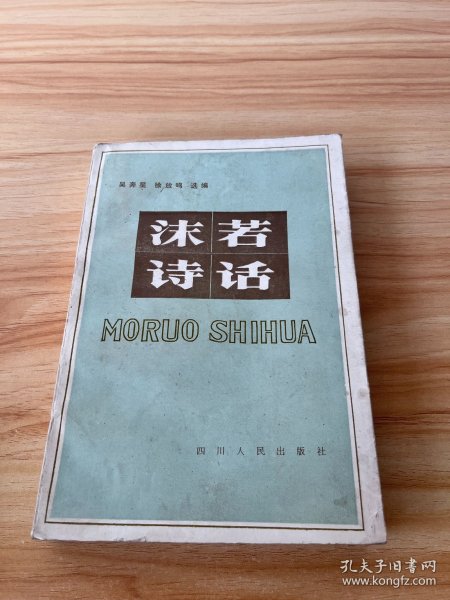 吴奔星 徐放鸣 选编
沫若
诗话
MORUO SHIHUA
四川人民出版社
孔夫子旧书网
www.kongfz.com